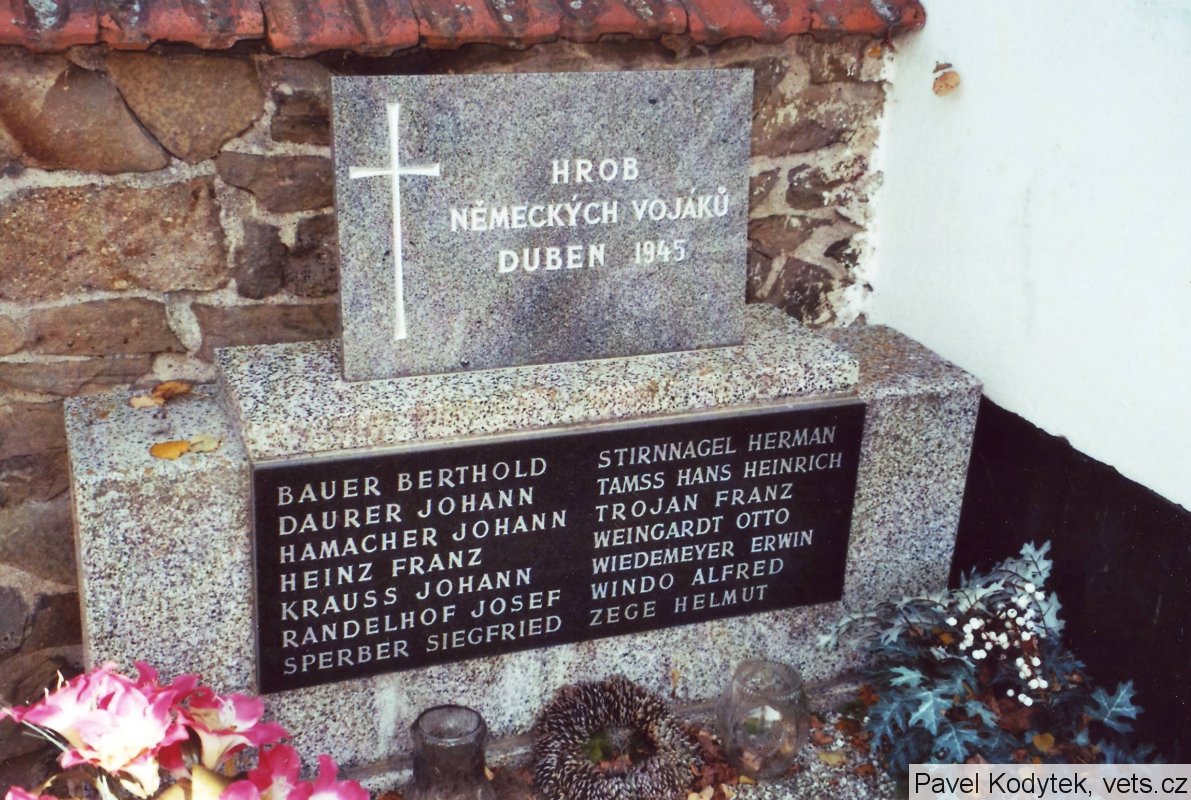 HROB
NĚMECKÝCH VOJÁKŮ
DUBEN 1945
BAUER BERTHOLD
DAURER JOHANN
HAMACHER JOHANN
HEINZ FRANZ
KRAUSS JOHANN
RANDELHOF JOSEF
SPERBER SIEGFRIED
STIRNNAGEL HERMAN
TAMSS HANS HEINRICH
TROJAN FRANZ
WEINGARDT OTTO
WIEDEMEYER ERWIN
WINDO ALFRED
ZEGE HELMUT
Pavel Kodytek, vets.cz